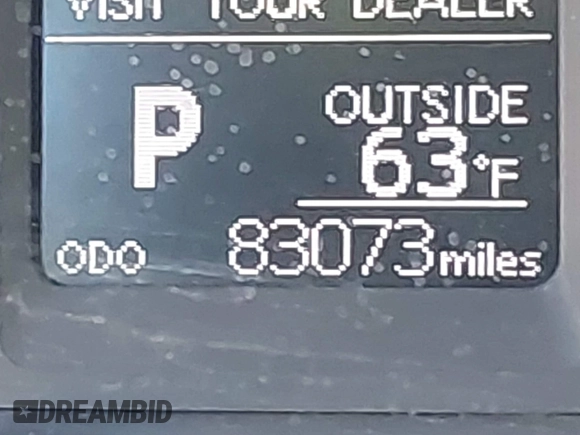 VISIT YOUR DEALER
P
OUTSIDE
63°F
ODO 83073 miles
DREAMBID